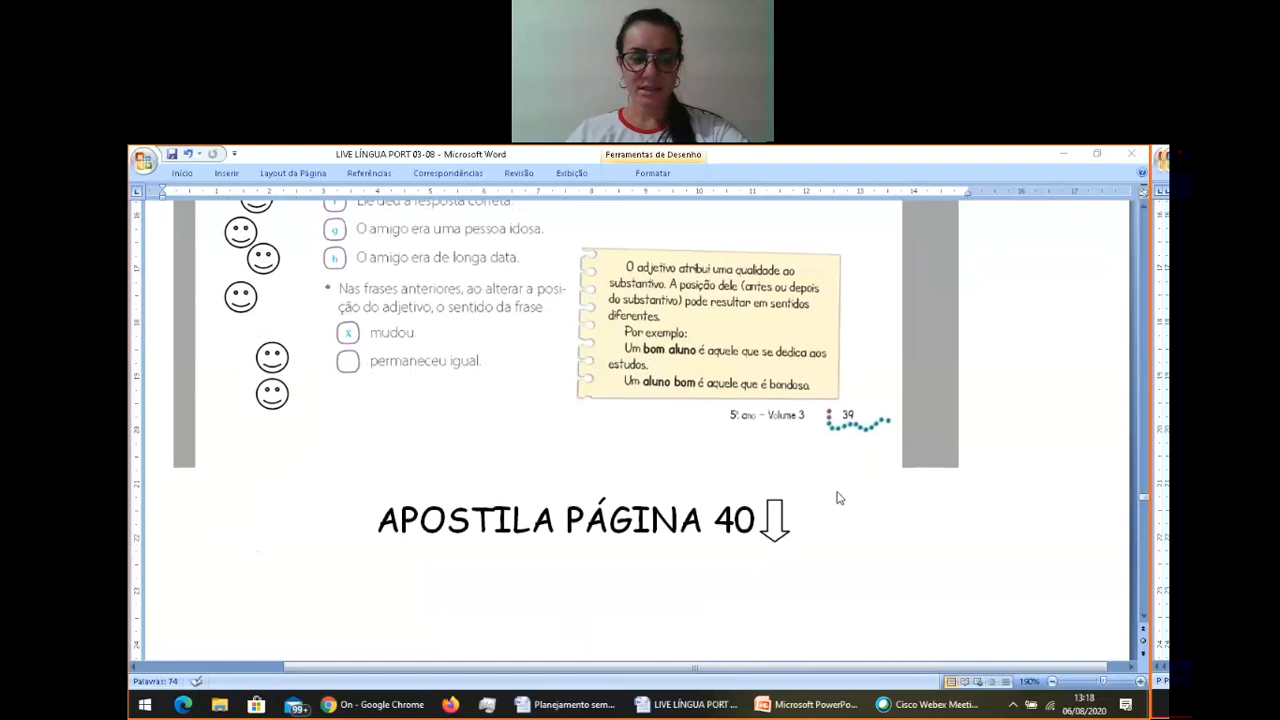 LIVE LÍNGUA PORT 03-08 - Microsoft Word
Ferramentas de Desenho
Início Inserir Layout da Página Referências Correspondências Revisão Exibição Formatar
Ele deu a resposta correta.
g O amigo era uma pessoa idosa.
h O amigo era de longa data.
• Nas frases anteriores, ao alterar a posi-
ção do adjetivo, o sentido da frase
x mudou.
permaneceu igual.
O adjetivo atribui uma qualidade ao
substantivo. A posição dele (antes ou depois
do substantivo) pode resultar em sentidos
diferentes.
Por exemplo:
Um bom aluno é aquele que se dedica aos
estudos.
Um aluno bom é aquele que é bondoso.
5º. ano – Volume 3 39
APOSTILA PÁGINA 40
Palavras: 74
190%
99+
On - Google Chrome
Planejamento sem...
LIVE LÍNGUA PORT ...
Microsoft PowerPo...
Cisco Webex Meeti...
13:18
06/08/2020